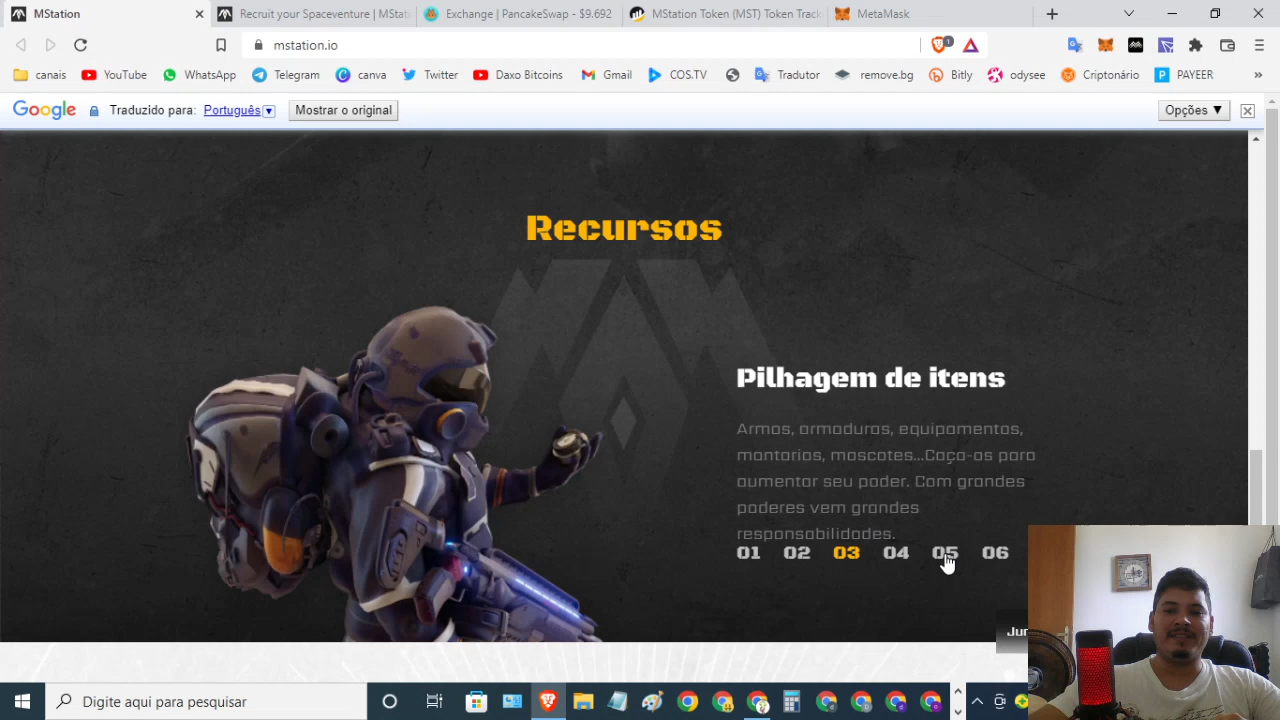 MStation
Recruit your Spaceventure | MStat
Exchange | PancakeSwap - $9.692
MStation Token (MST) Token Track
MetaMask
mstation.io
1
canais
YouTube
WhatsApp
Telegram
canva
Twitter
Daxo Bitcoins
Gmail
COS.TV
Tradutor
remove.bg
Bitly
odysee
Criptonário
PAYEER
»
Google
Traduzido para: Português
Mostrar o original
Opções ▼
Recursos
Pilhagem de itens
Armas, armaduras, equipamentos,
montarias, mascotes...Caça-os para
aumentar seu poder. Com grandes
poderes vem grandes
responsabilidades.
01 02 03 04 05 06
Jun
Digite aqui para pesquisar